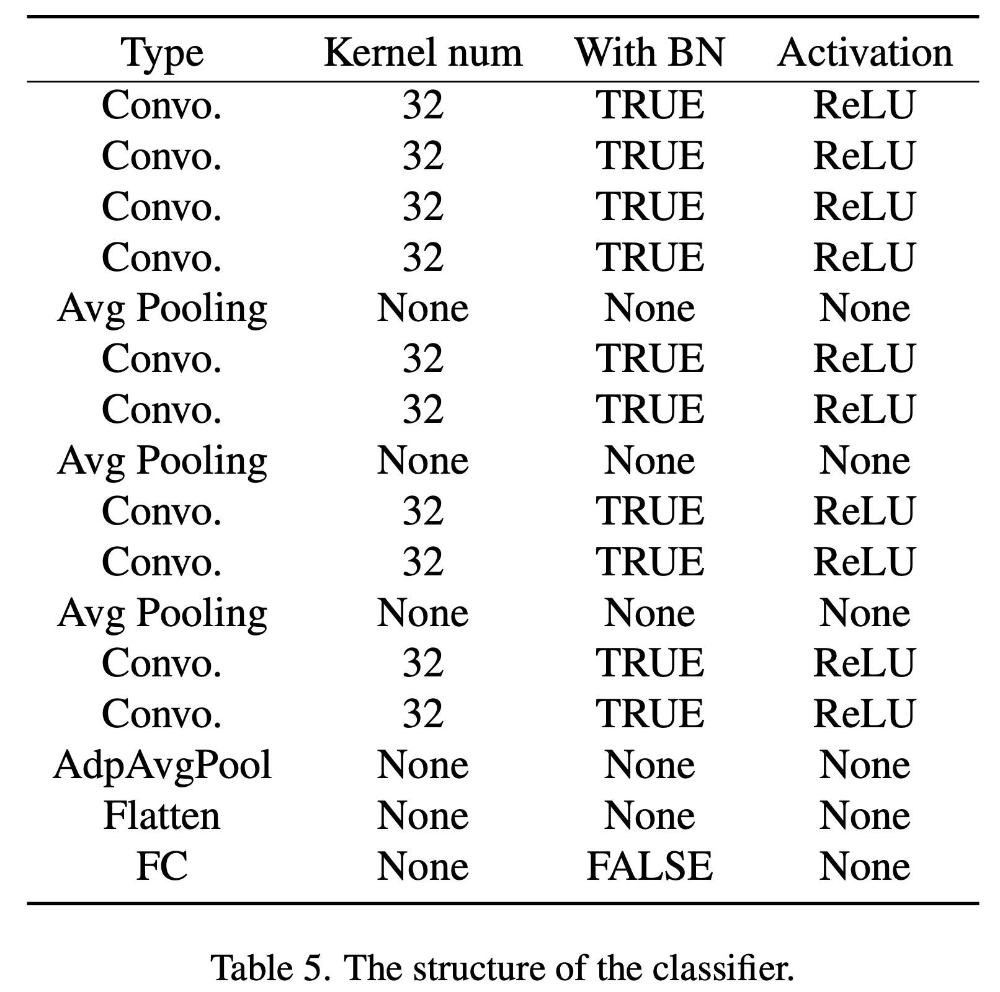 Type Kernel num With BN Activation
Convo. 32 TRUE ReLU
Convo. 32 TRUE ReLU
Convo. 32 TRUE ReLU
Convo. 32 TRUE ReLU
Avg Pooling None None None
Convo. 32 TRUE ReLU
Convo. 32 TRUE ReLU
Avg Pooling None None None
Convo. 32 TRUE ReLU
Convo. 32 TRUE ReLU
Avg Pooling None None None
Convo. 32 TRUE ReLU
Convo. 32 TRUE ReLU
AdpAvgPool None None None
Flatten None None None
FC None FALSE None
Table 5. The structure of the classifier.